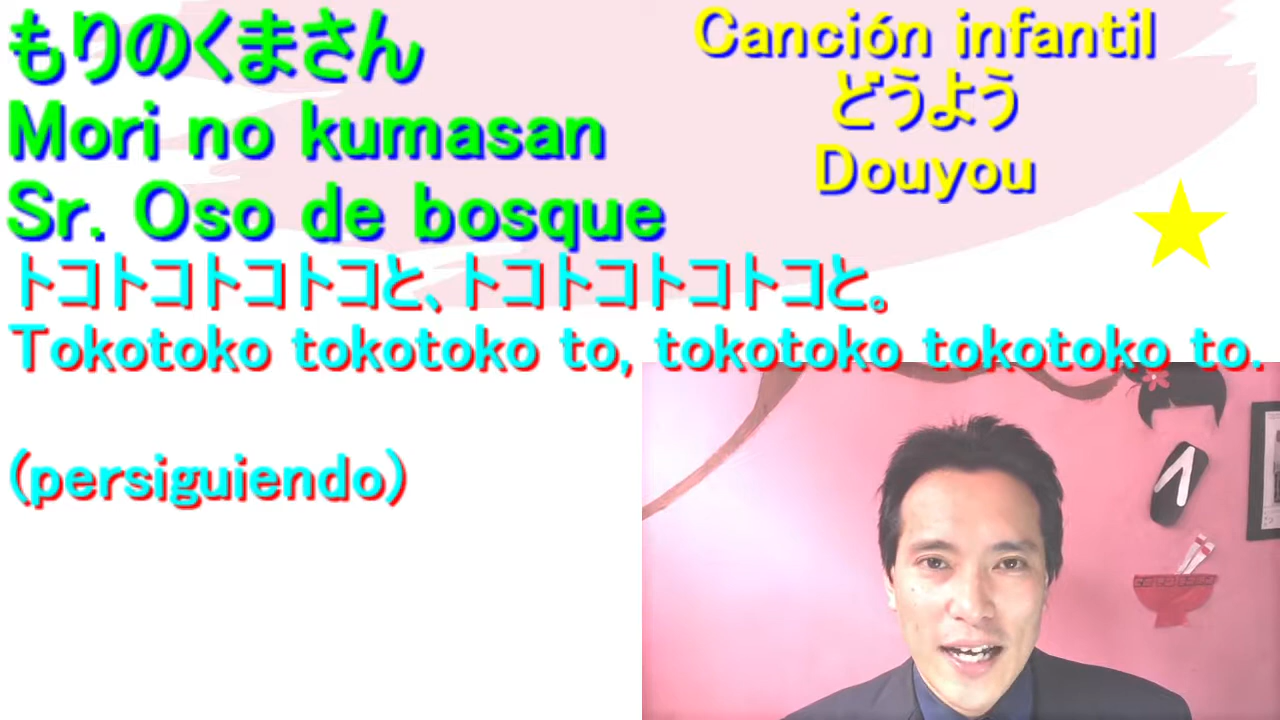 もりのくまさん
Mori no kumasan
Sr. Oso de bosque
Canción infantil
どうよう
Douyou
トコトコトコトコと、トコトコトコトコと。
Tokotoko tokotoko to, tokotoko tokotoko to.
(persiguiendo)